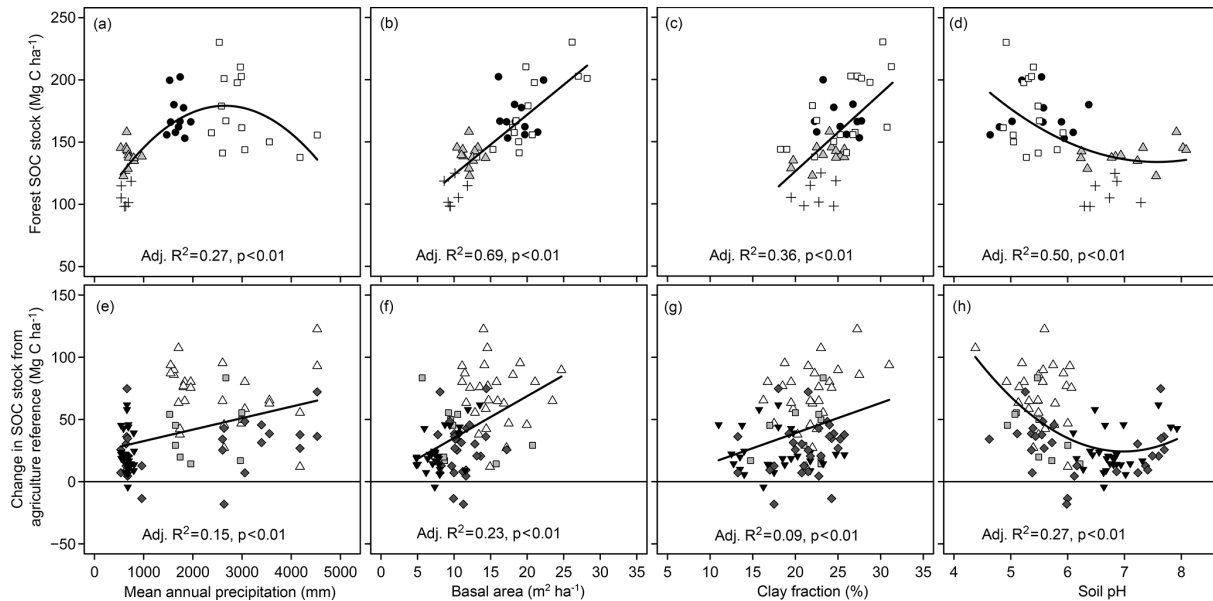 (a)
(b)
(c)
(d)
250
200
150
100
50
Forest SOC stock (Mg C ha⁻¹)
Adj. R²=0.27, p<0.01
Adj. R²=0.69, p<0.01
Adj. R²=0.36, p<0.01
Adj. R²=0.50, p<0.01
(e)
(f)
(g)
(h)
150
100
50
0
−50
Change in SOC stock from
agriculture reference (Mg C ha⁻¹)
Adj. R²=0.15, p<0.01
Adj. R²=0.23, p<0.01
Adj. R²=0.09, p<0.01
Adj. R²=0.27, p<0.01
0 1000 2000 3000 4000 5000
0 5 10 15 20 25 30 35
5 10 15 20 25 30 35
4 5 6 7 8
Mean annual precipitation (mm)
Basal area (m² ha⁻¹)
Clay fraction (%)
Soil pH